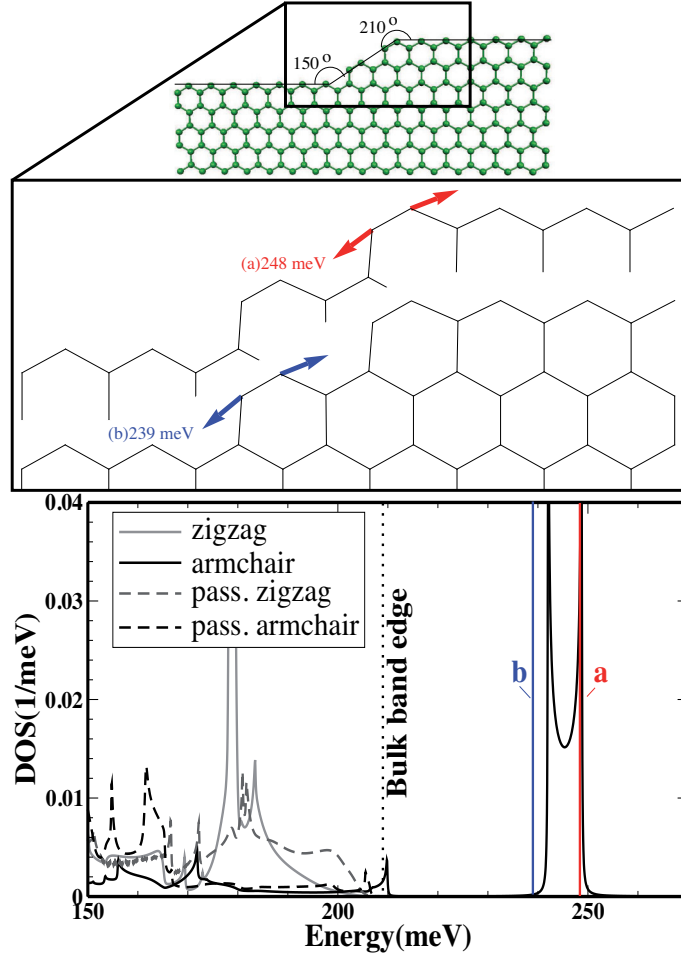 210 o
150 o
(a)248 meV
(b)239 meV
0.04
0.03
0.02
0.01
0
DOS(1/meV)
zigzag
armchair
pass. zigzag
pass. armchair
Bulk band edge
b
a
150
200
250
Energy(meV)